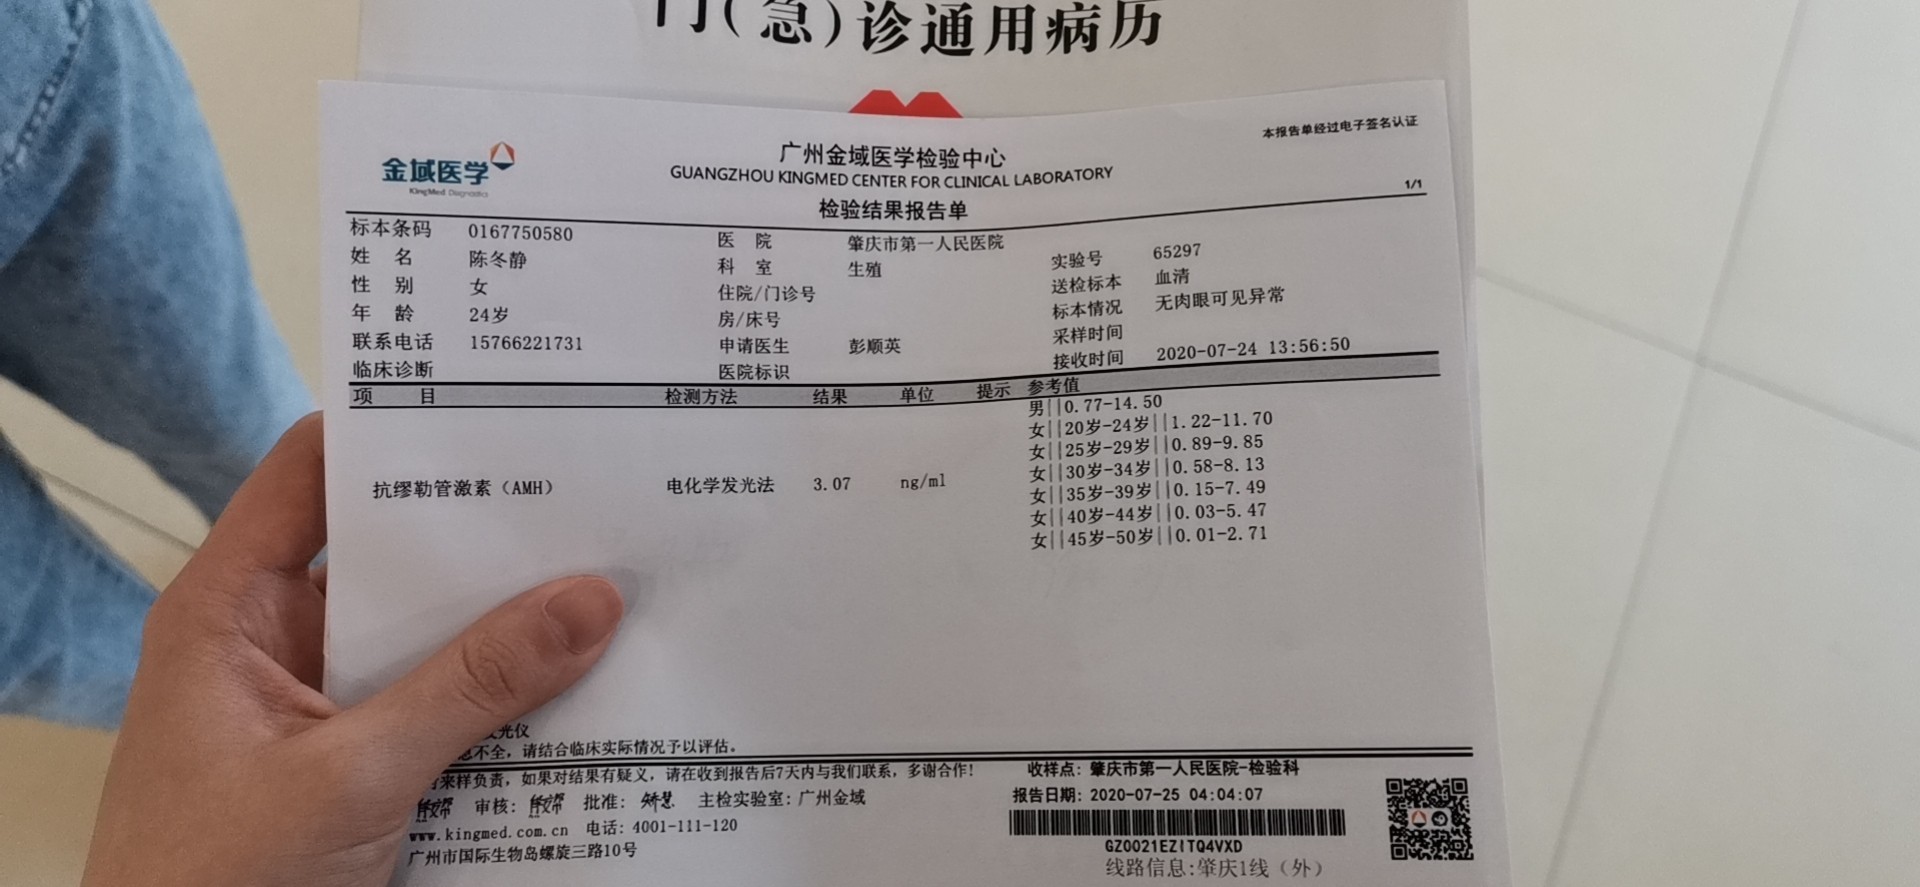 门(急)诊通用病历
本报告单经过电子签名认证
金域医学
KingMed Diagnostics
广州金域医学检验中心
GUANGZHOU KINGMED CENTER FOR CLINICAL LABORATORY
1/1
检验结果报告单
标本条码 0167750580 医 院 肇庆市第一人民医院 实验号 65297
姓 名 陈冬静 科 室 生殖 送检标本 血清
性 别 女 住院/门诊号 标本情况 无肉眼可见异常
年 龄 24岁 房/床号 采样时间
联系电话 15766221731 申请医生 彭顺英 接收时间 2020-07-24 13:56:50
临床诊断 医院标识
项 目 检测方法 结果 单位 提示 参考值
男||0.77-14.50
女||20岁-24岁||1.22-11.70
女||25岁-29岁||0.89-9.85
女||30岁-34岁||0.58-8.13
抗缪勒管激素（AMH） 电化学发光法 3.07 ng/ml 女||35岁-39岁||0.15-7.49
女||40岁-44岁||0.03-5.47
女||45岁-50岁||0.01-2.71
光仪
不全，请结合临床实际情况予以评估。
来样负责，如果对结果有疑义，请在收到报告后7天内与我们联系，多谢合作！ 收样点：肇庆市第一人民医院-检验科
审核： 批准： 主检实验室：广州金域 报告日期：2020-07-25 04:04:07
www.kingmed.com.cn 电话：4001-111-120
GZ0021EZITQ4VXD
广州市国际生物岛螺旋三路10号 线路信息:肇庆1线（外）